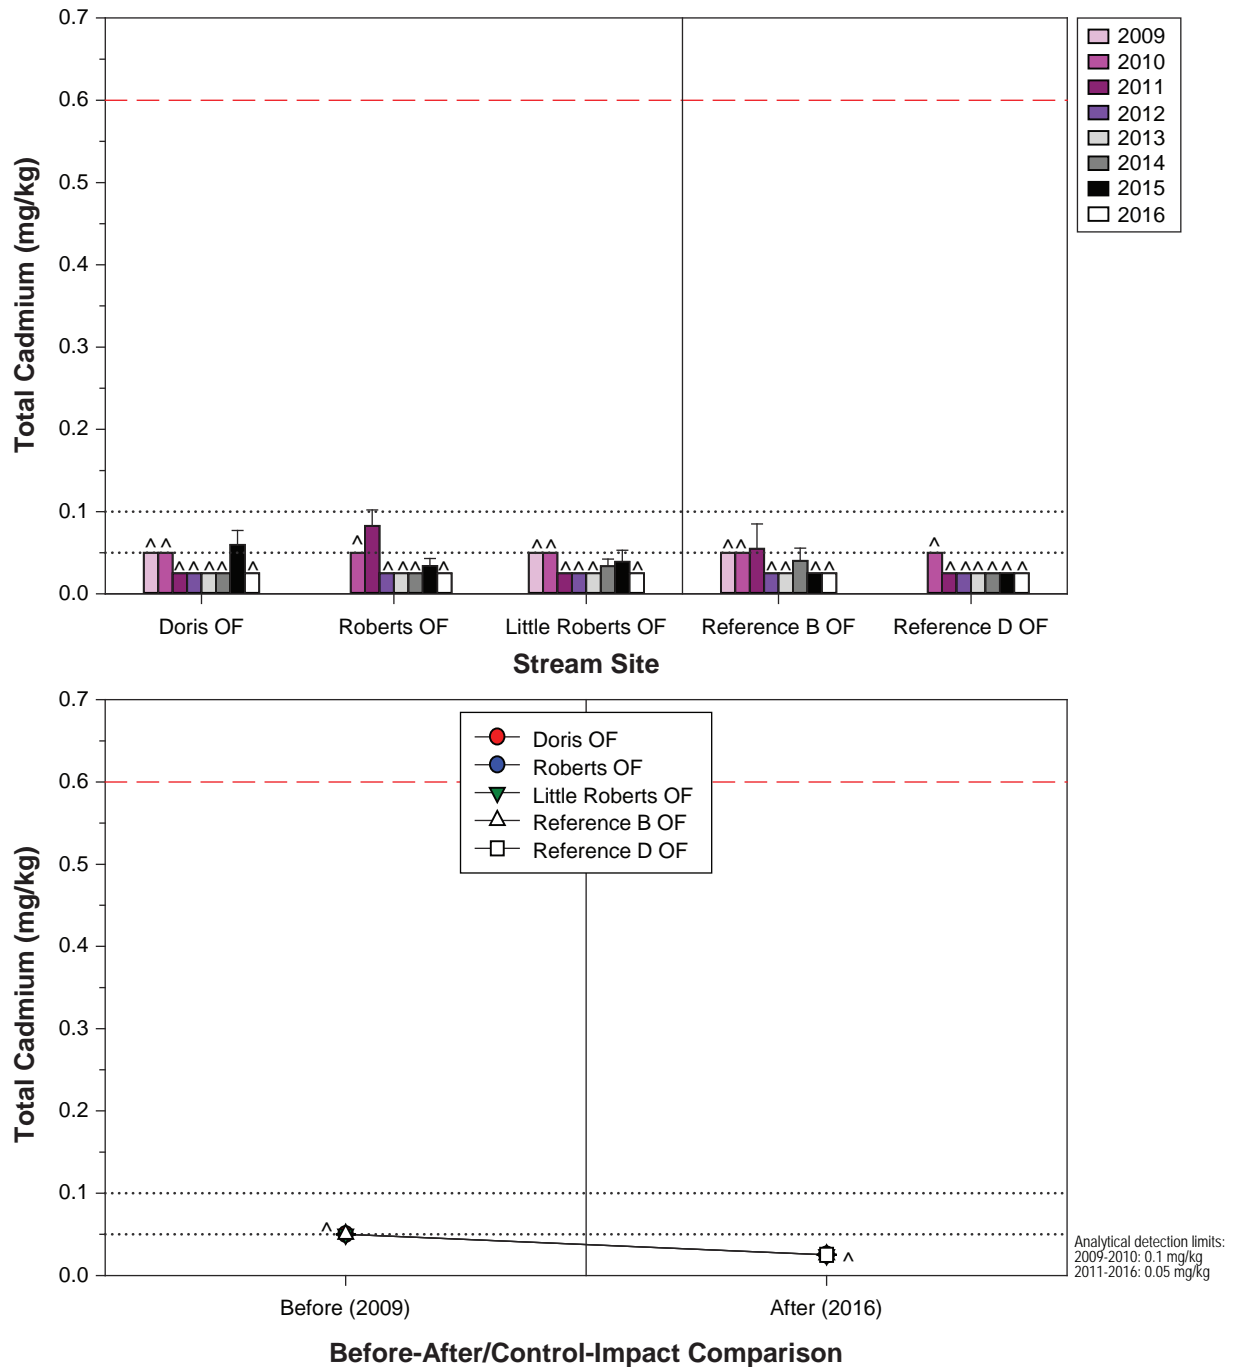 0.7
0.6
0.5
0.4
0.3
0.2
0.1
0.0
Total Cadmium (mg/kg)
2009
2010
2011
2012
2013
2014
2015
2016
^ ^ ^ ^ ^ ^ ^
^ ^ ^ ^ ^
^ ^ ^ ^ ^ ^
^ ^ ^ ^ ^ ^
^ ^ ^ ^ ^ ^ ^
Doris OF
Roberts OF
Little Roberts OF
Reference B OF
Reference D OF
Stream Site
0.7
0.6
0.5
0.4
0.3
0.2
0.1
0.0
Total Cadmium (mg/kg)
Doris OF
Roberts OF
Little Roberts OF
Reference B OF
Reference D OF
^
^
Analytical detection limits:
2009-2010: 0.1 mg/kg
2011-2016: 0.05 mg/kg
Before (2009)
After (2016)
Before-After/Control-Impact Comparison